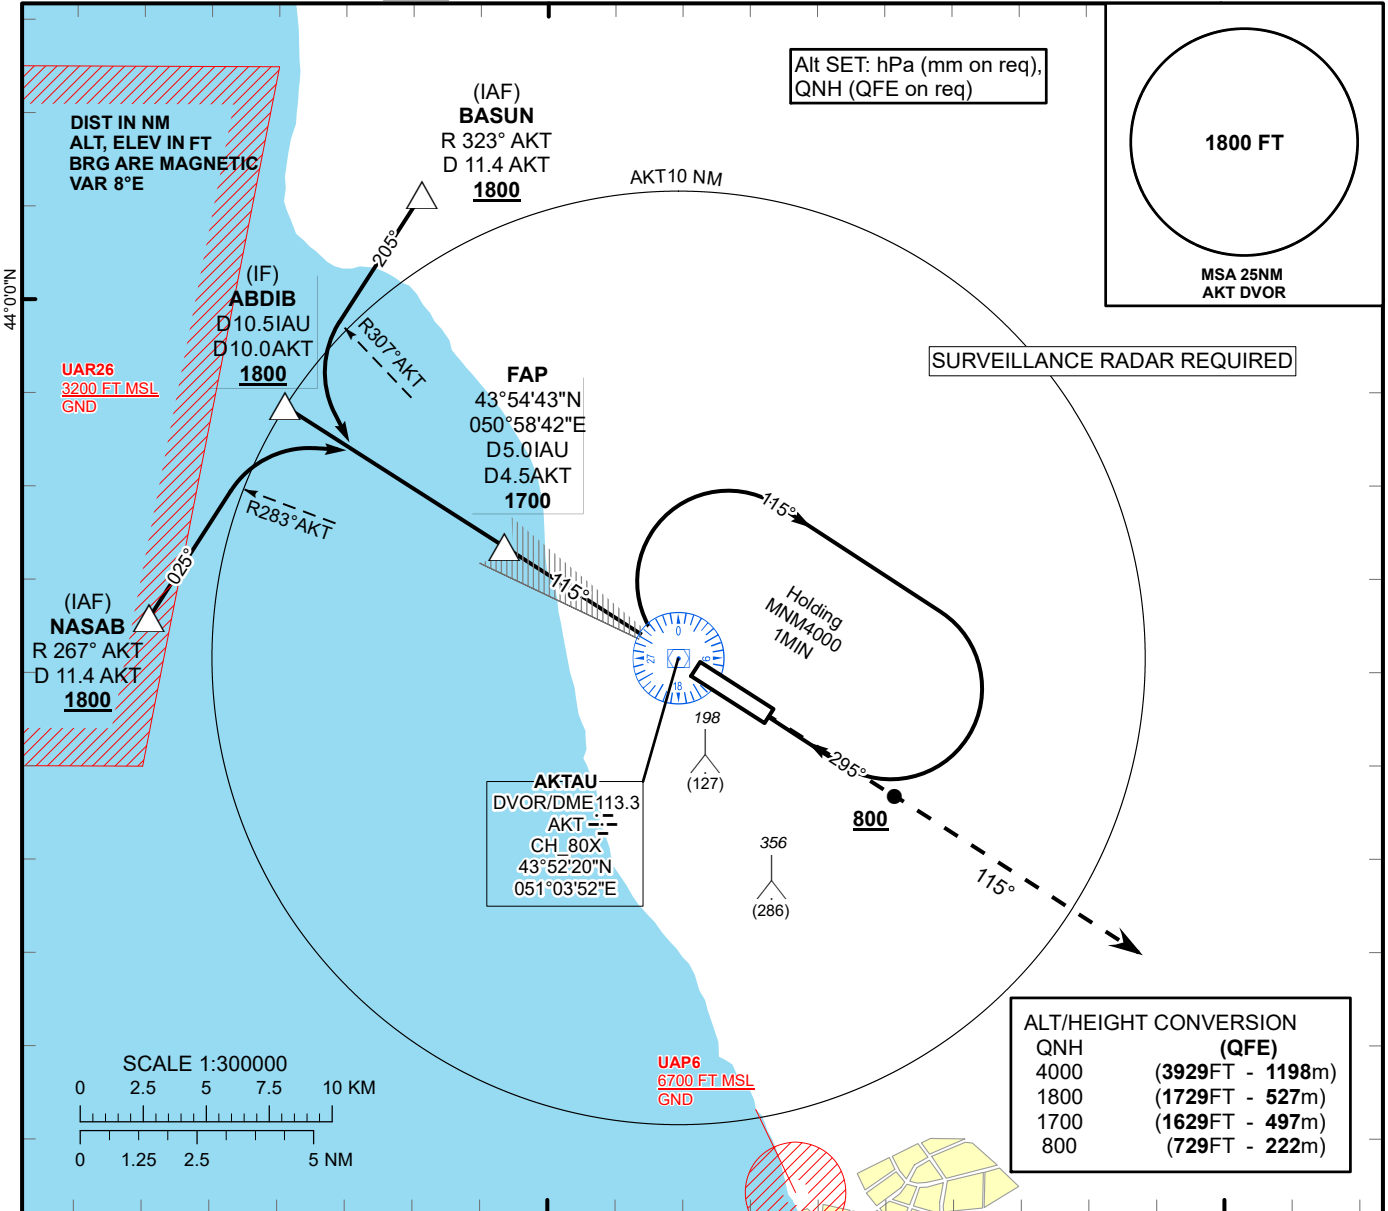 Alt SET: hPa (mm on req),
QNH (QFE on req)
1800 FT
MSA 25NM
AKT DVOR
DIST IN NM
ALT, ELEV IN FT
BRG ARE MAGNETIC
VAR 8°E
(IAF)
BASUN
R 323° AKT
D 11.4 AKT
1800
AKT10 NM
205°
44°0'0"N
(IF)
ABDIB
D10.5IAU
D10.0AKT
1800
R307°AKT
SURVEILLANCE RADAR REQUIRED
UAR26
3200 FT MSL
GND
FAP
43°54'43"N
050°58'42"E
D5.0IAU
D4.5AKT
1700
R283°AKT
025°
115°
115°
Holding
MNM4000
1MIN
(IAF)
NASAB
R 267° AKT
D 11.4 AKT
1800
0
27
9
18
198
(127)
295°
800
AKTAU
DVOR/DME 113.3
AKT
CH 80X
43°52'20"N
051°03'52"E
356
(286)
115°
ALT/HEIGHT CONVERSION
QNH (QFE)
4000 (3929FT - 1198m)
1800 (1729FT - 527m)
1700 (1629FT - 497m)
800 (729FT - 222m)
UAP6
6700 FT MSL
GND
SCALE 1:300000
0 2.5 5 7.5 10 KM
0 1.25 2.5 5 NM